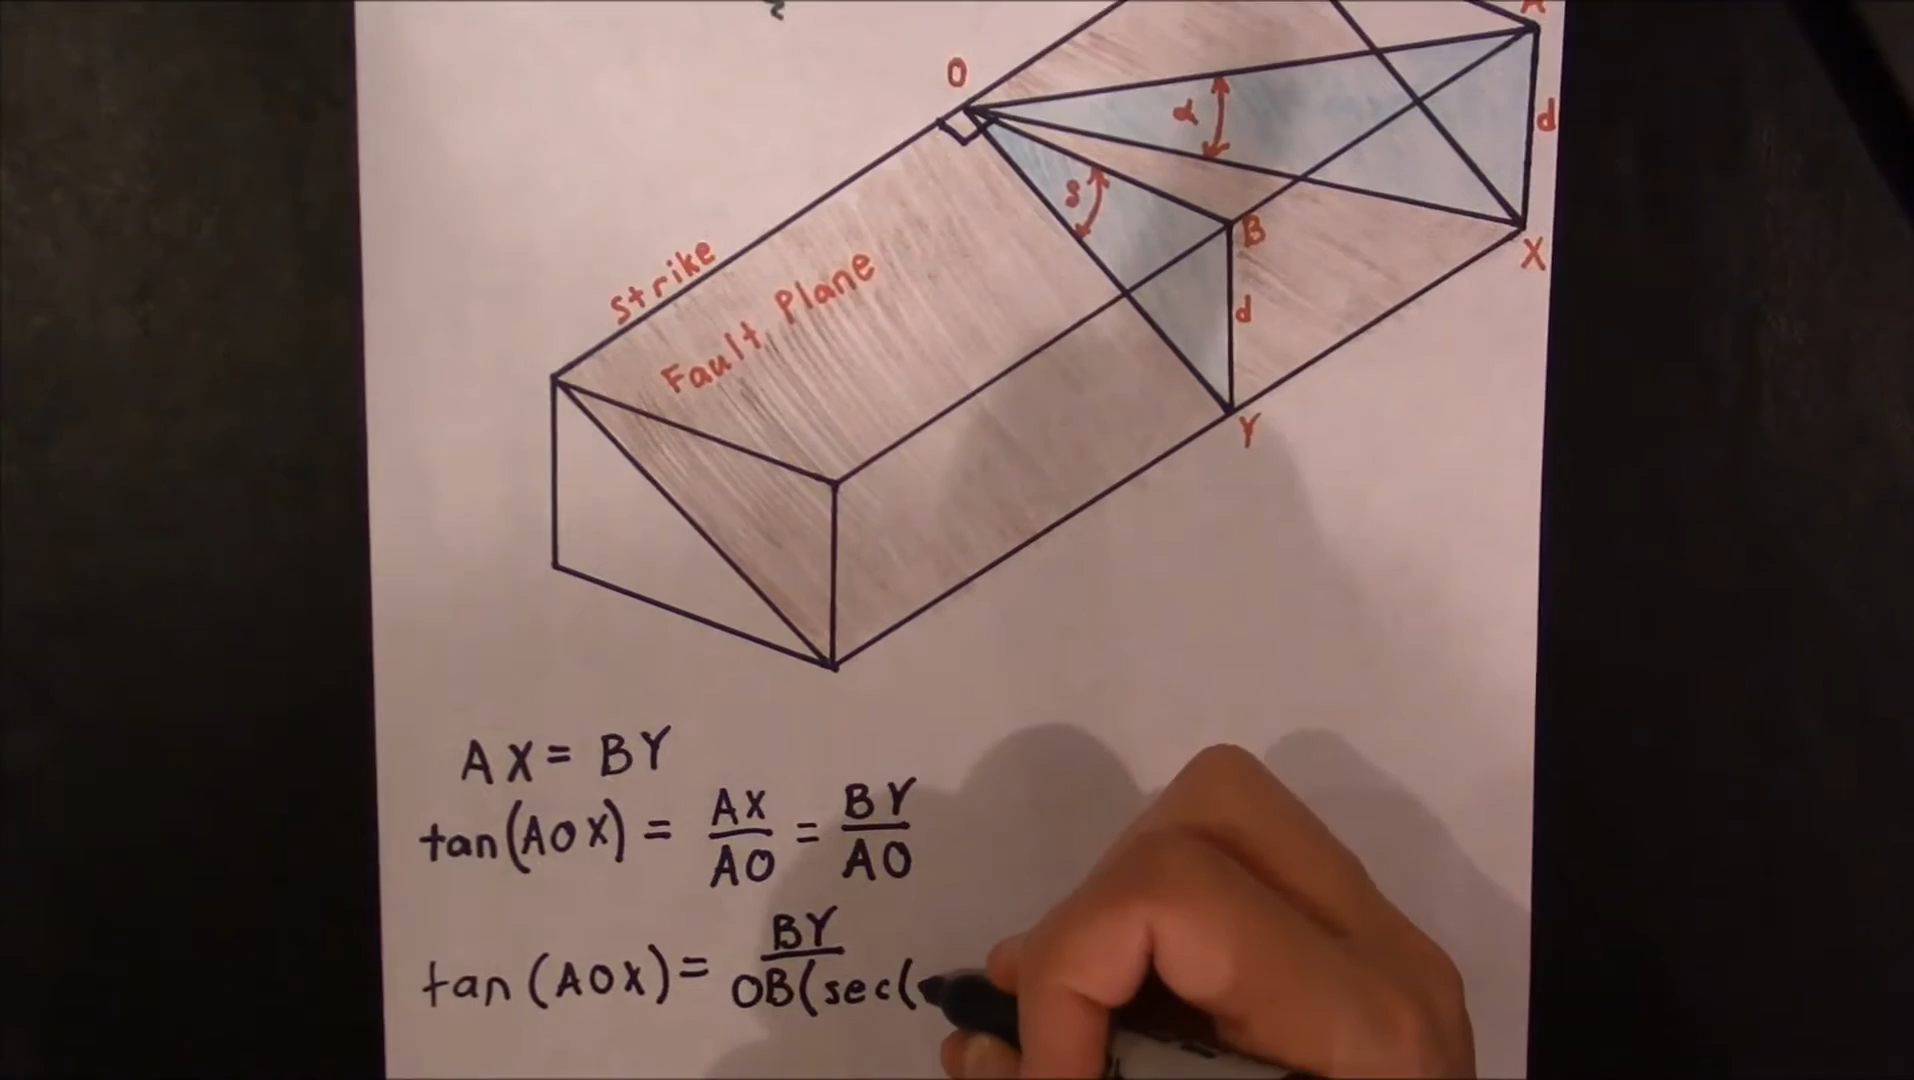 A
O
α
d
δ
B
X
strike
Fault Plane
d
Y
AX = BY
tan(AOX) = AX/AO = BY/AO
tan(AOX) = BY/OB(sec(